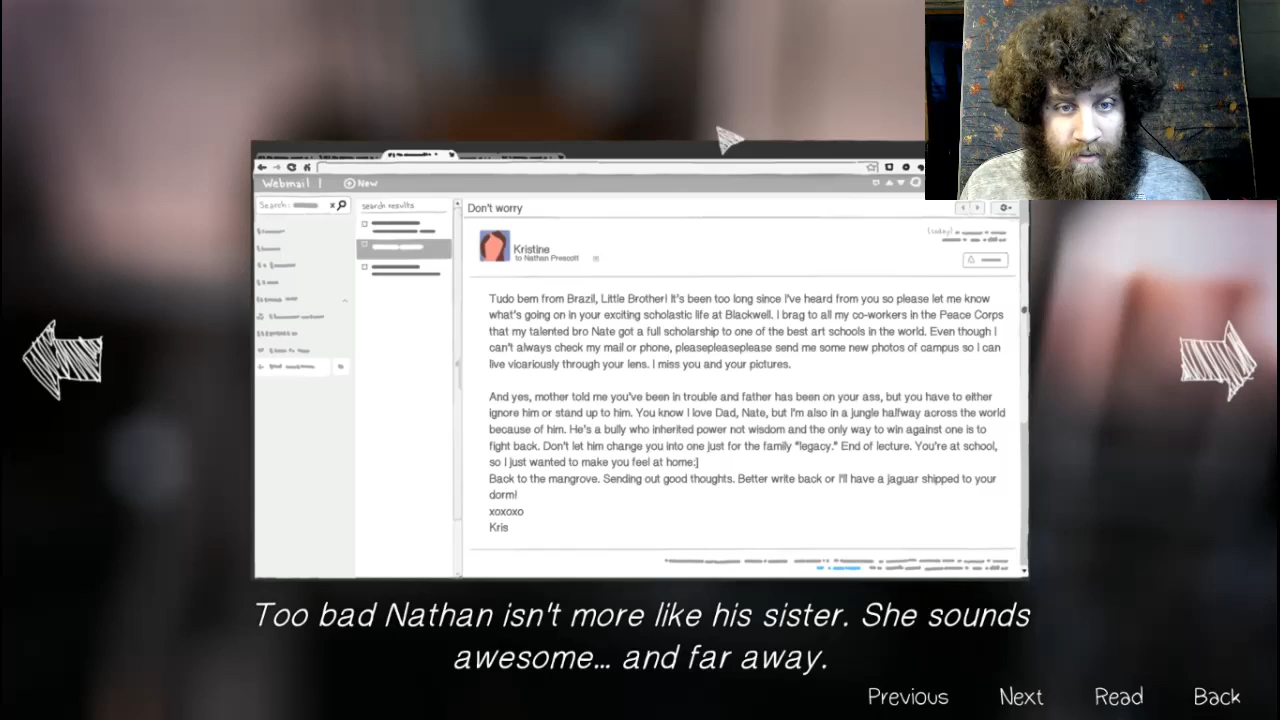 Webmail
New
Search:
search results
Don't worry
(today)
Kristine
to Nathan Prescott
Tudo bem from Brazil, Little Brother! It's been too long since I've heard from you so please let me know
what's going on in your exciting scholastic life at Blackwell. I brag to all my co-workers in the Peace Corps
that my talented bro Nate got a full scholarship to one of the best art schools in the world. Even though I
can't always check my mail or phone, pleasepleaseplease send me some new photos of campus so I can
live vicariously through your lens. I miss you and your pictures.
And yes, mother told me you've been in trouble and father has been on your ass, but you have to either
ignore him or stand up to him. You know I love Dad, Nate, but I'm also in a jungle halfway across the world
because of him. He's a bully who inherited power not wisdom and the only way to win against one is to
fight back. Don't let him change you into one just for the family "legacy." End of lecture. You're at school,
so I just wanted to make you feel at home:]
Back to the mangrove. Sending out good thoughts. Better write back or I'll have a jaguar shipped to your
dorm!
xoxoxo
Kris
Too bad Nathan isn't more like his sister. She sounds
awesome... and far away.
Previous Next Read Back